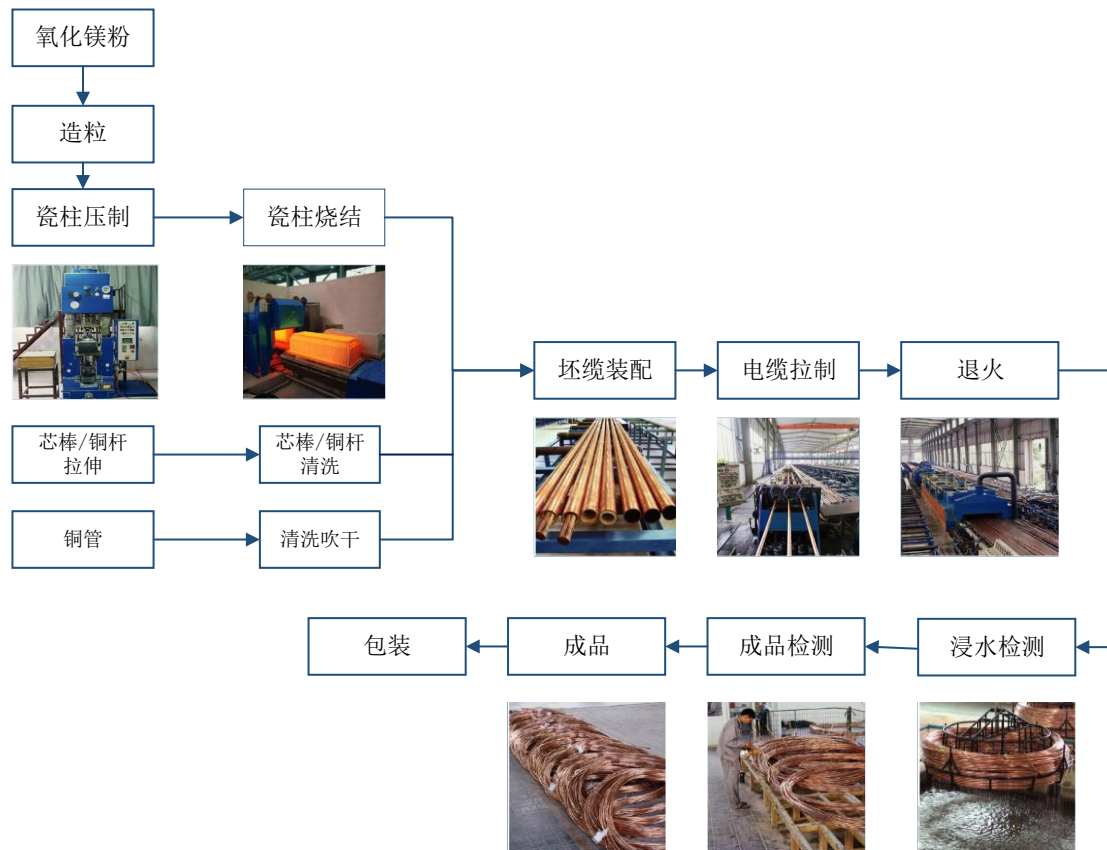 氧化镁粉
造粒
瓷柱压制
瓷柱烧结
坯缆装配
电缆拉制
退火
芯棒/铜杆
拉伸
芯棒/铜杆
清洗
铜管
清洗吹干
包装
成品
成品检测
浸水检测